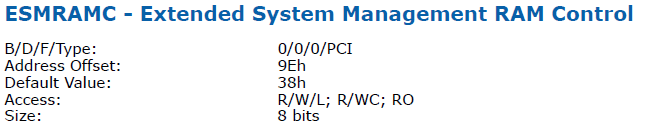 ESMRAMC - Extended System Management RAM Control
B/D/F/Type: 0/0/0/PCI
Address Offset: 9Eh
Default Value: 38h
Access: R/W/L; R/WC; RO
Size: 8 bits